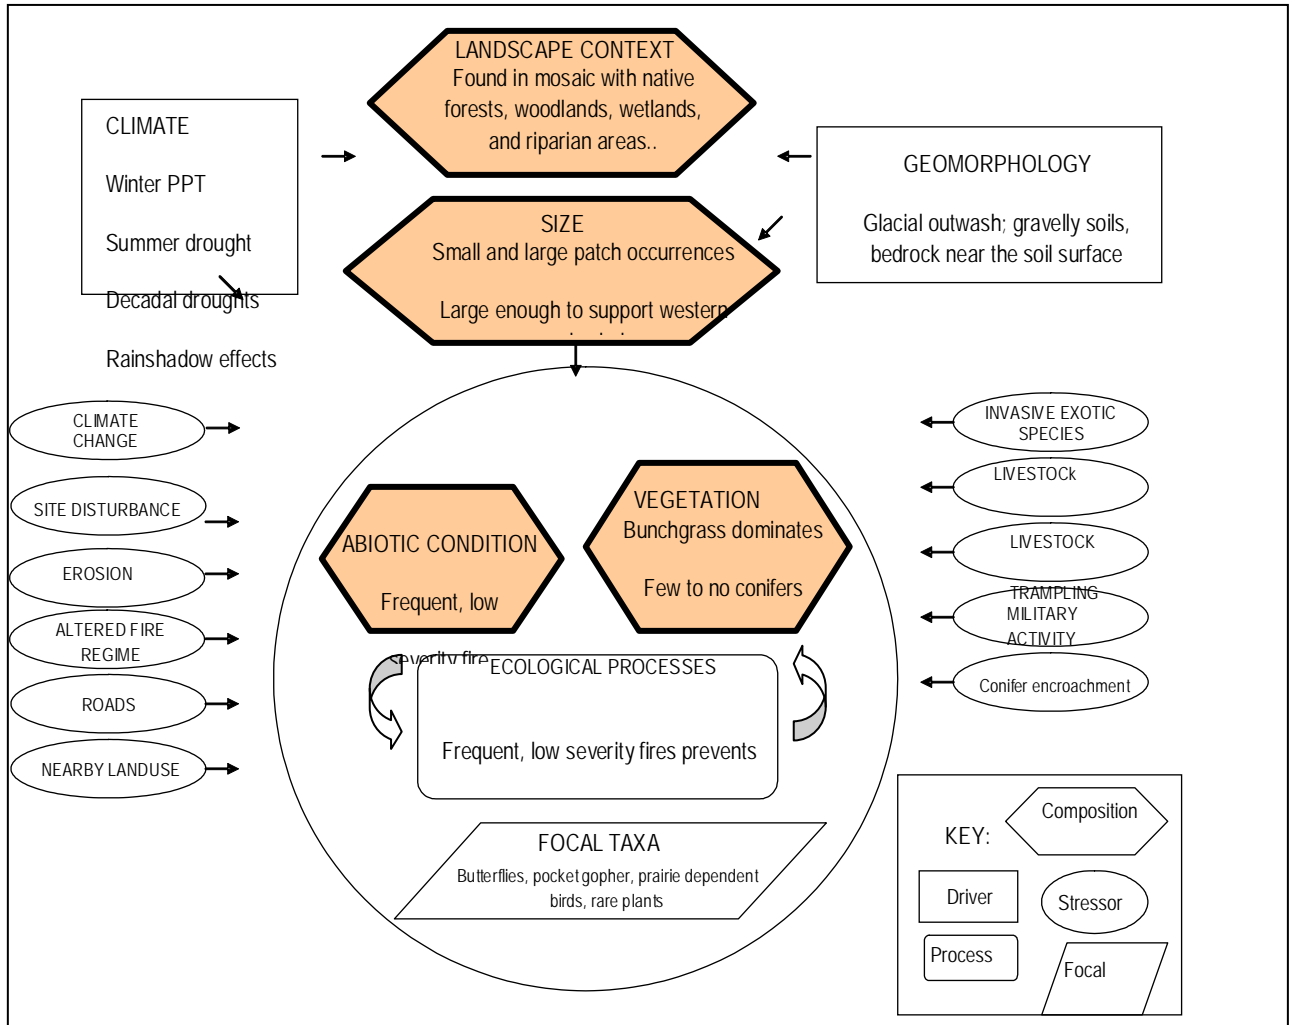 LANDSCAPE CONTEXT
Found in mosaic with native
forests, woodlands, wetlands,
and riparian areas..
CLIMATE
Winter PPT
Summer drought
Decadal droughts
Rainshadow effects
GEOMORPHOLOGY
Glacial outwash; gravelly soils,
bedrock near the soil surface
SIZE
Small and large patch occurrences
Large enough to support western
CLIMATE
CHANGE
SITE DISTURBANCE
EROSION
ALTERED FIRE
REGIME
ROADS
NEARBY LANDUSE
INVASIVE EXOTIC
SPECIES
LIVESTOCk
LIVESTOCK
TRAMPLING
MILITARY
ACTIVITY
Conifer encroachment
ABIOTIC CONDITION
Frequent, low
severity fire
VEGETATION
Bunchgrass dominates
Few to no conifers
ECOLOGICAL PROCESSES
Frequent, low severity fires prevents
FOCAL TAXA
Butterflies, pocket gopher, prairie dependent
birds, rare plants
KEY:
Composition
Driver
Stressor
Process
Focal